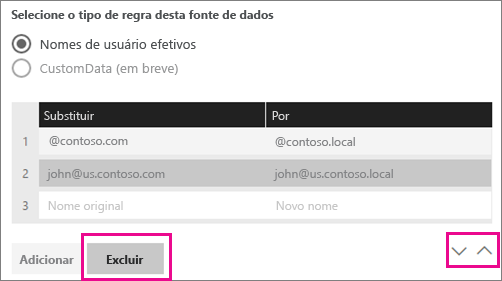 Selecione o tipo de regra desta fonte de dados
Nomes de usuário efetivos
CustomData (em breve)
Substituir Por
1 @contoso.com @contoso.local
2 john@us.contoso.com john@us.contoso.local
3 Nome original Novo nome
Adicionar Excluir